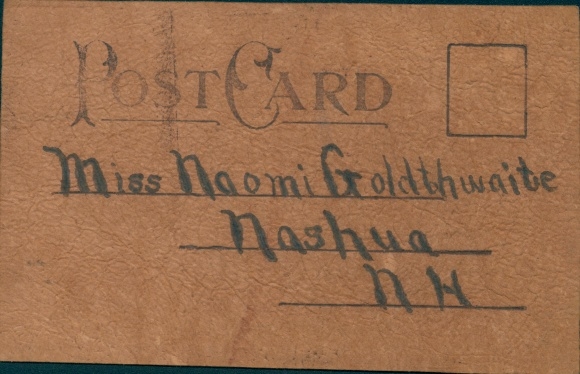 POST CARD
Miss Naomi Goldthwaite
Nashua
N H